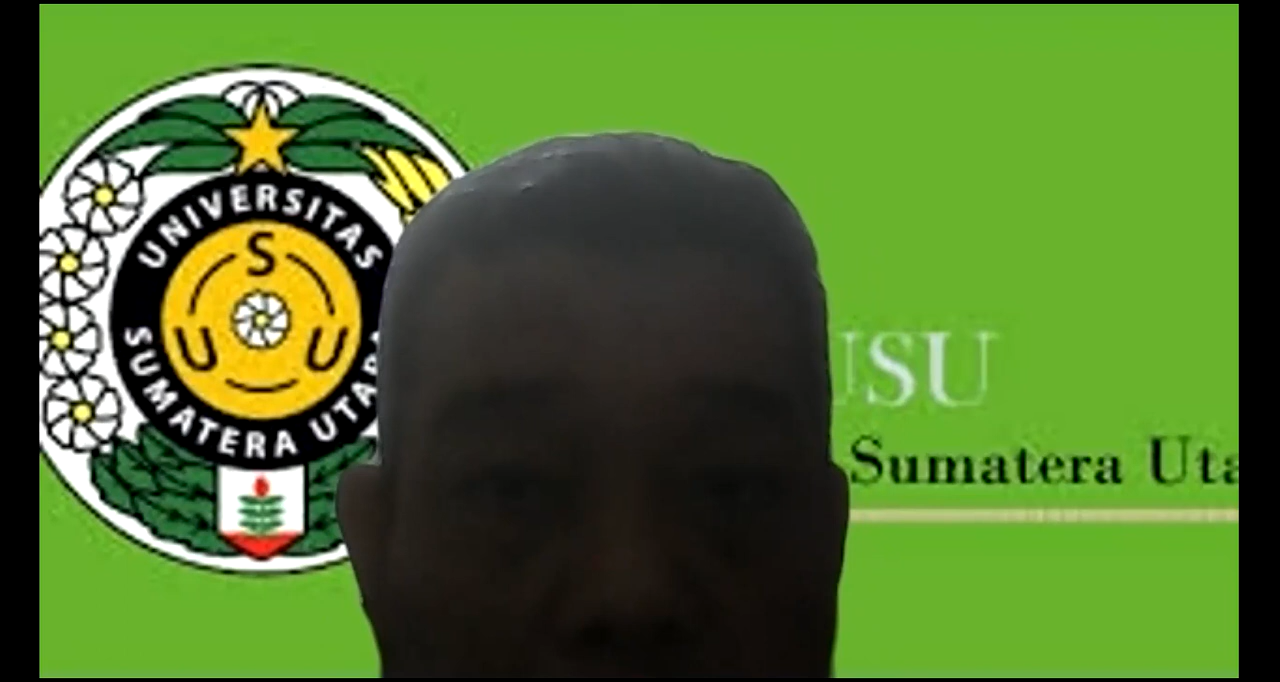 UNIVERSITAS
S
U U
SUMATERA UTARA
USU
Sumatera Uta